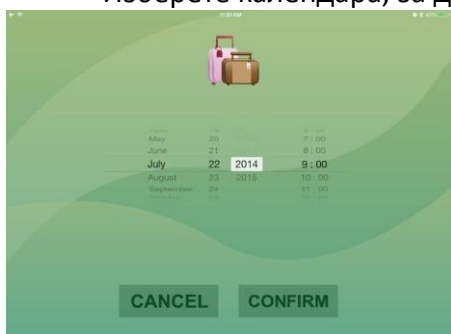 Изберете календара, за д
May 20 7 : 00
June 21 8 : 00
July 22 2014 9 : 00
August 23 2015 10 : 00
September 24 11 : 00
CANCEL CONFIRM